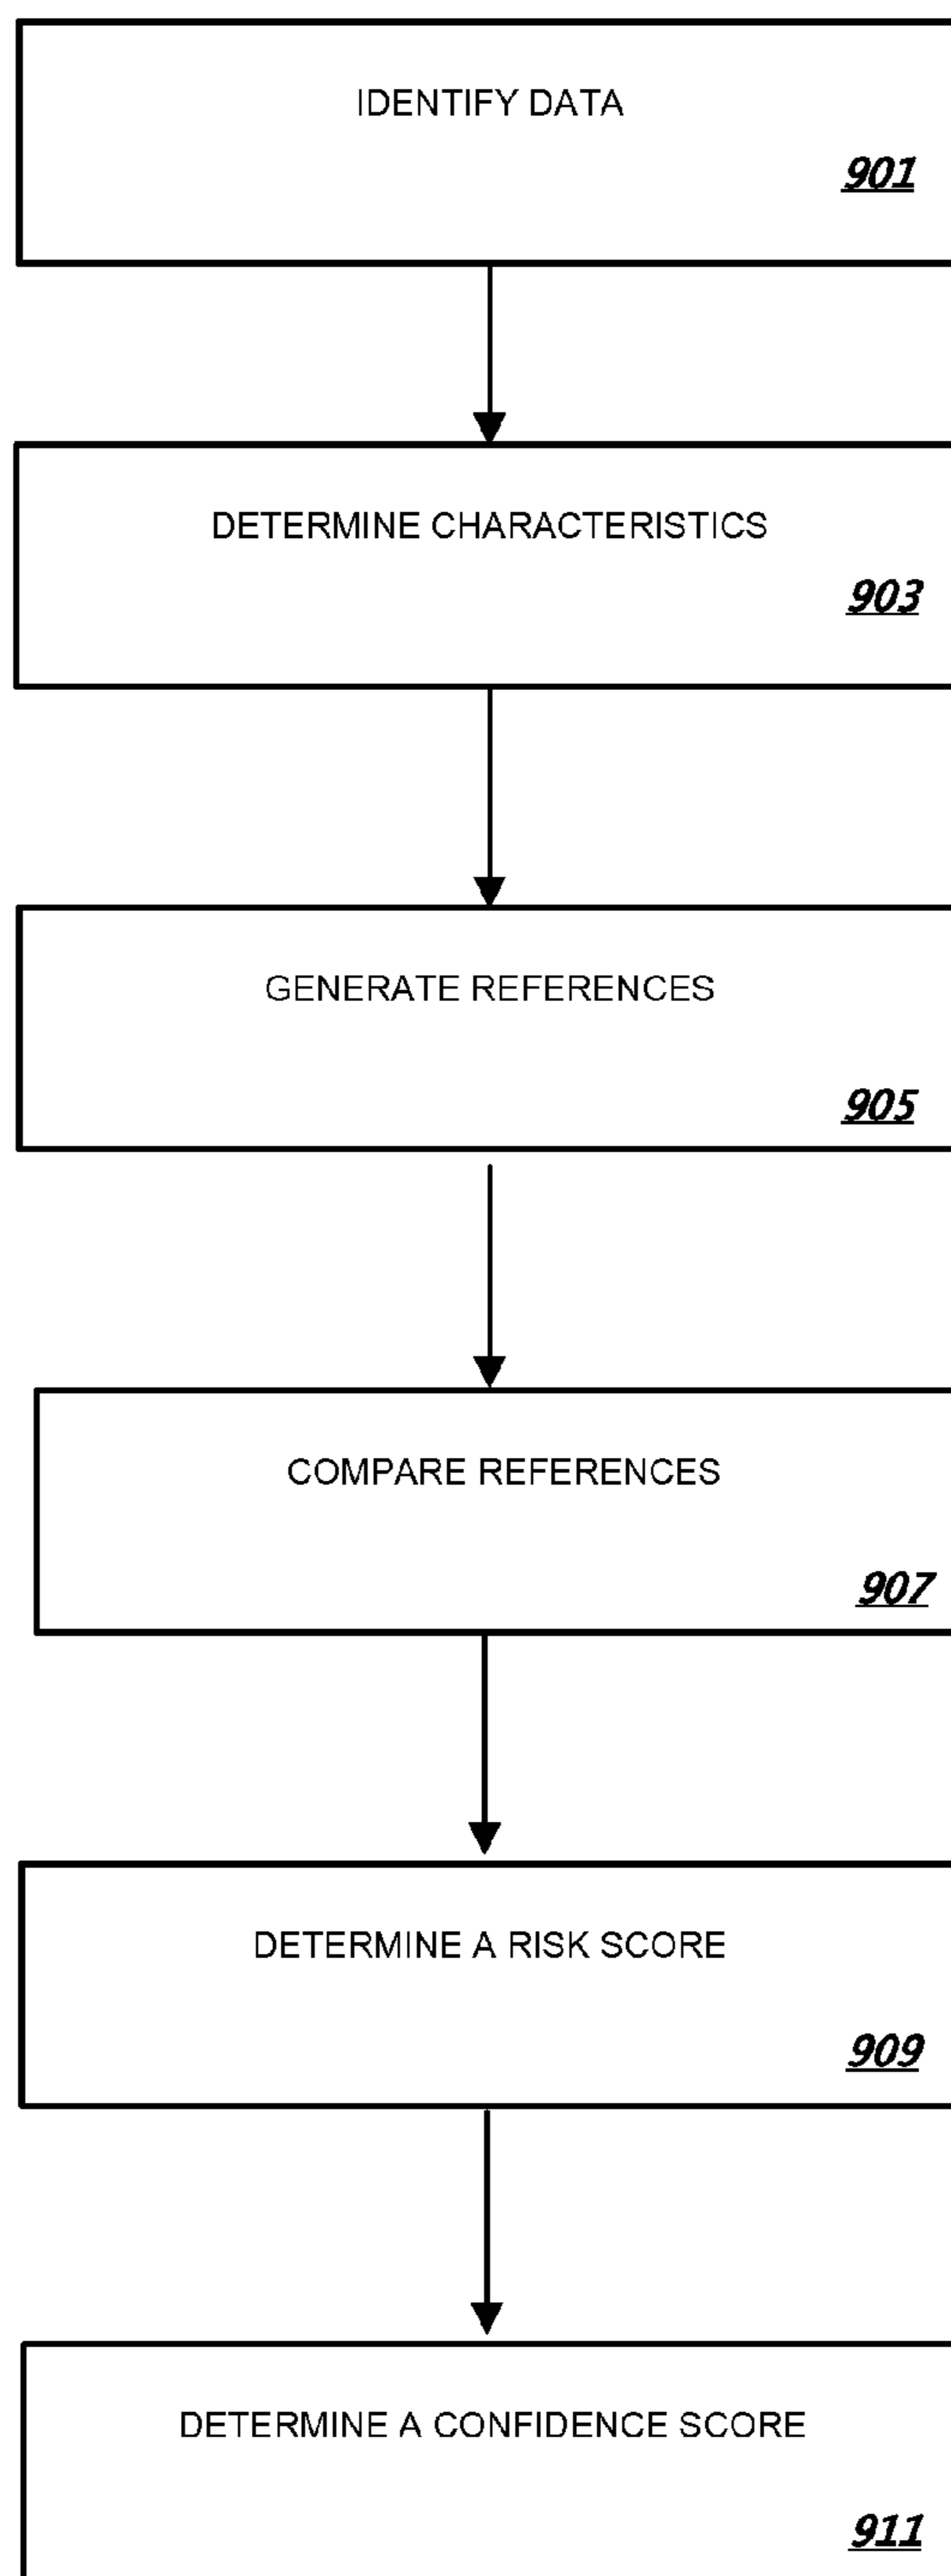 IDENTIFY DATA
901
DETERMINE CHARACTERISTICS
903
GENERATE REFERENCES
905
COMPARE REFERENCES
907
DETERMINE A RISK SCORE
909
DETERMINE A CONFIDENCE SCORE
911